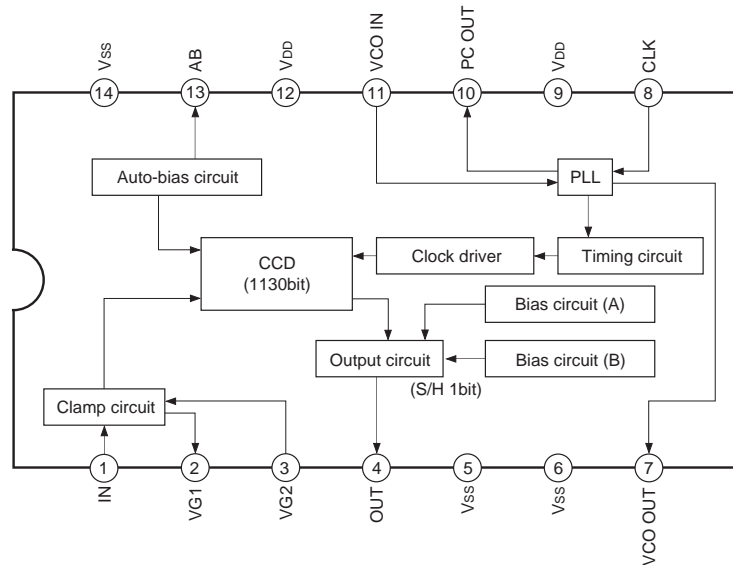 VSS
AB
VDD
VCO IN
PC OUT
VDD
CLK
14
13
12
11
10
9
8
Auto-bias circuit
PLL
CCD
(1130bit)
Clock driver
Timing circuit
Bias circuit (A)
Output circuit
Bias circuit (B)
(S/H 1bit)
Clamp circuit
1
2
3
4
5
6
7
IN
VG1
VG2
OUT
VSS
VSS
VCO OUT